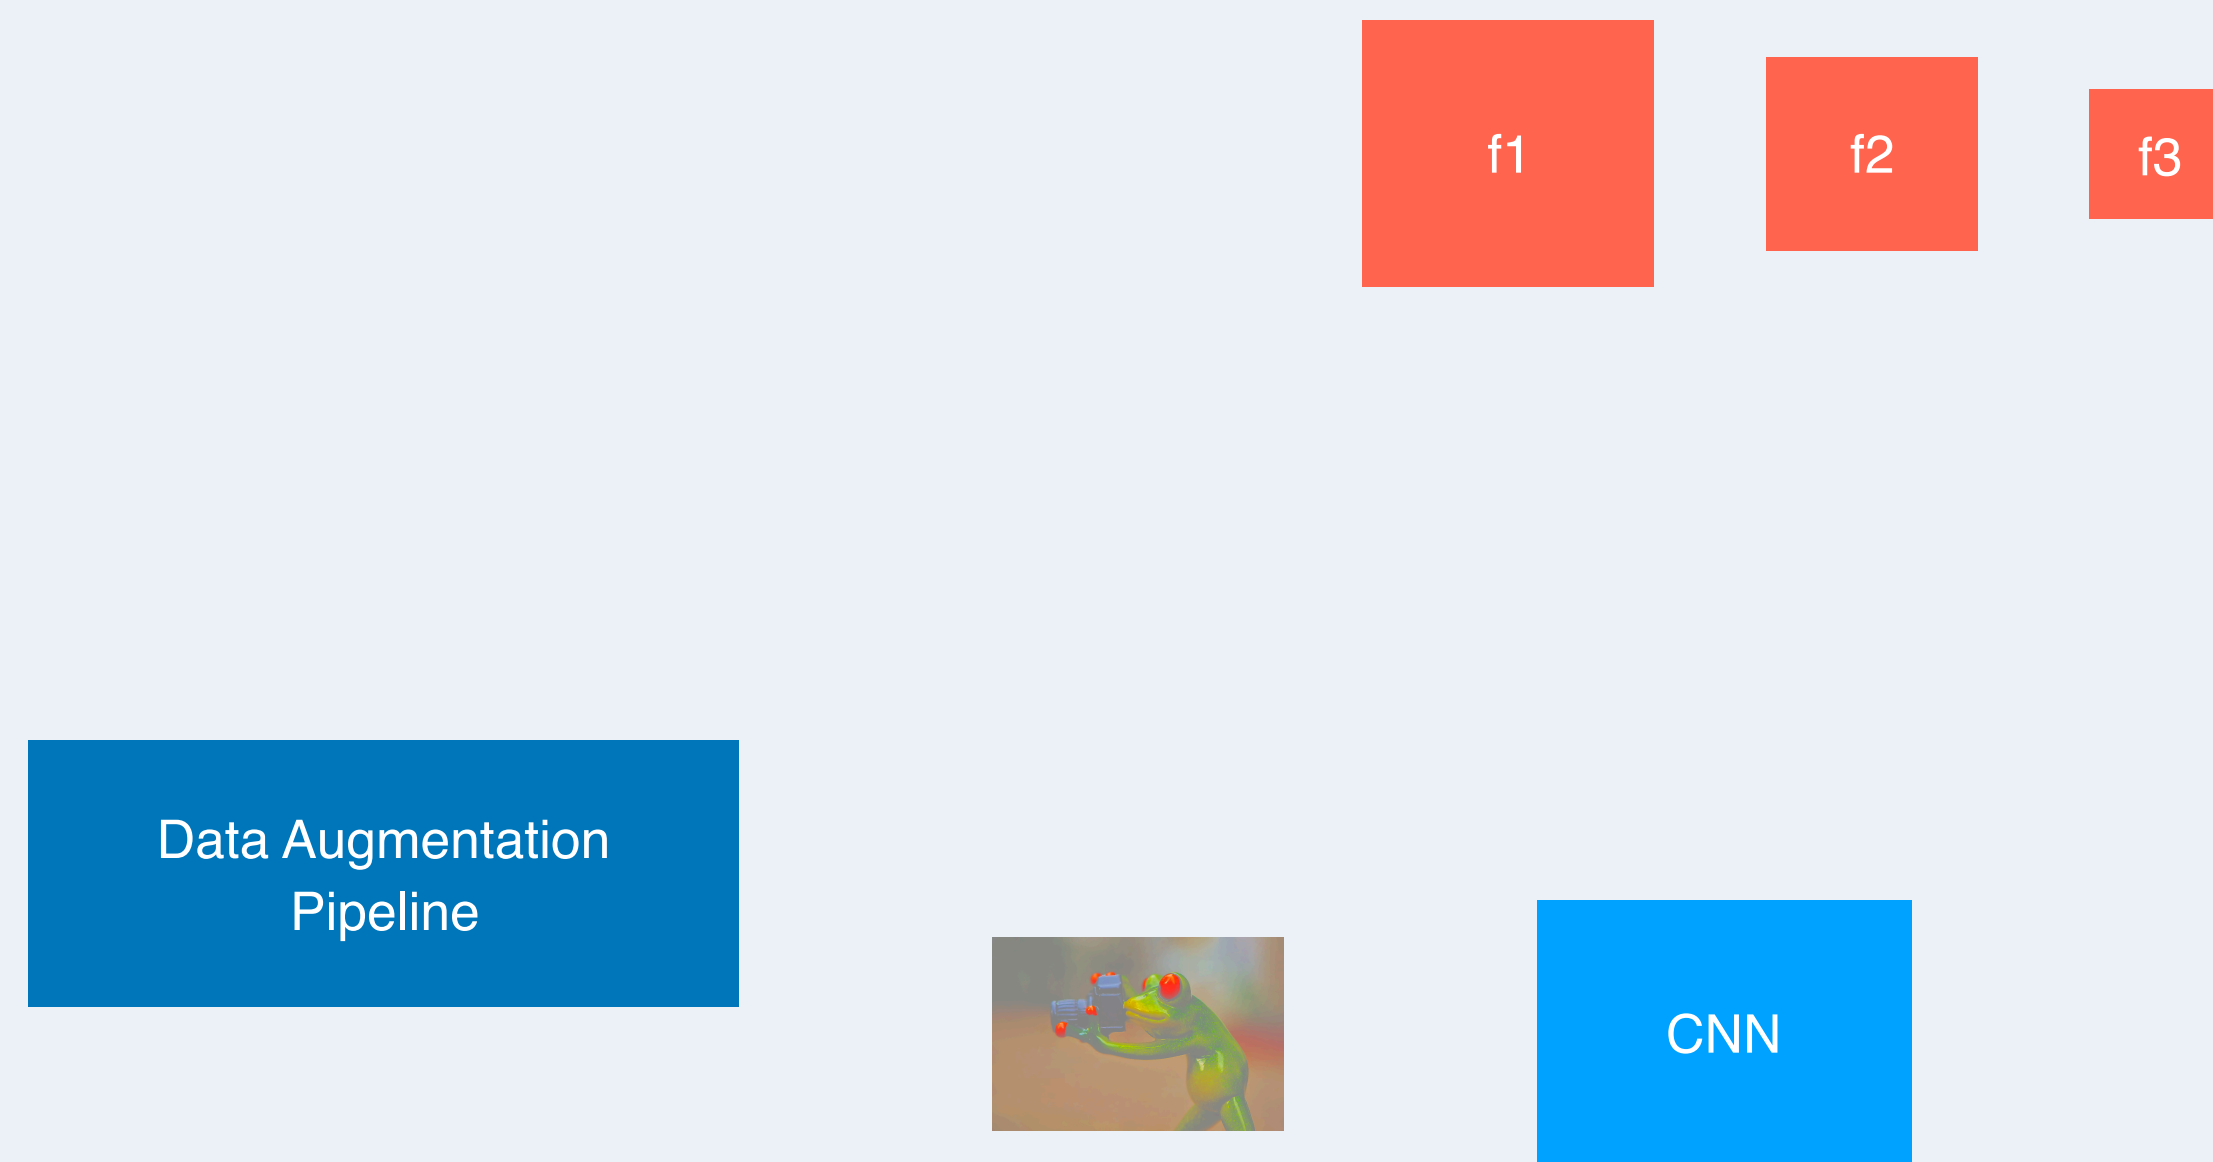 f1
f2
f3
Data Augmentation
Pipeline
CNN